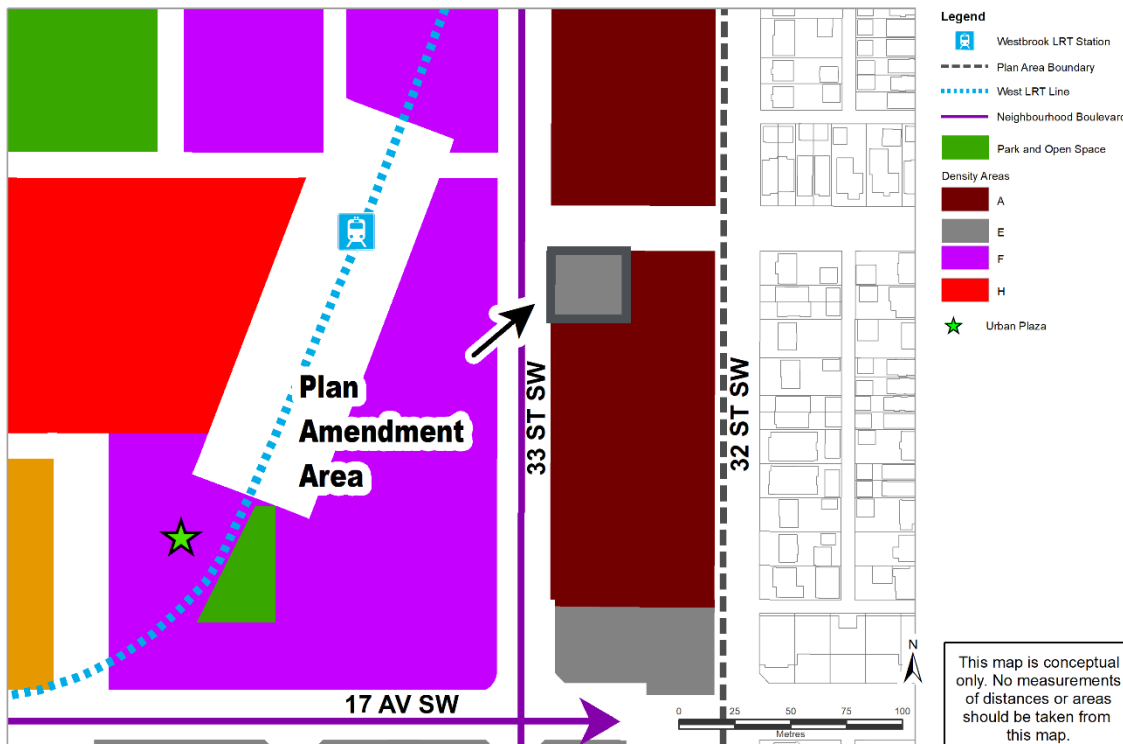 Legend
Westbrook LRT Station
Plan Area Boundary
West LRT Line
Neighbourhood Boulevard
Park and Open Space
Density Areas
A
E
F
H
Urban Plaza
Plan
Amendment
Area
33 ST SW
32 ST SW
17 AV SW
N
0 25 50 75 100
Metres
This map is conceptual
only. No measurements
of distances or areas
should be taken from
this map.